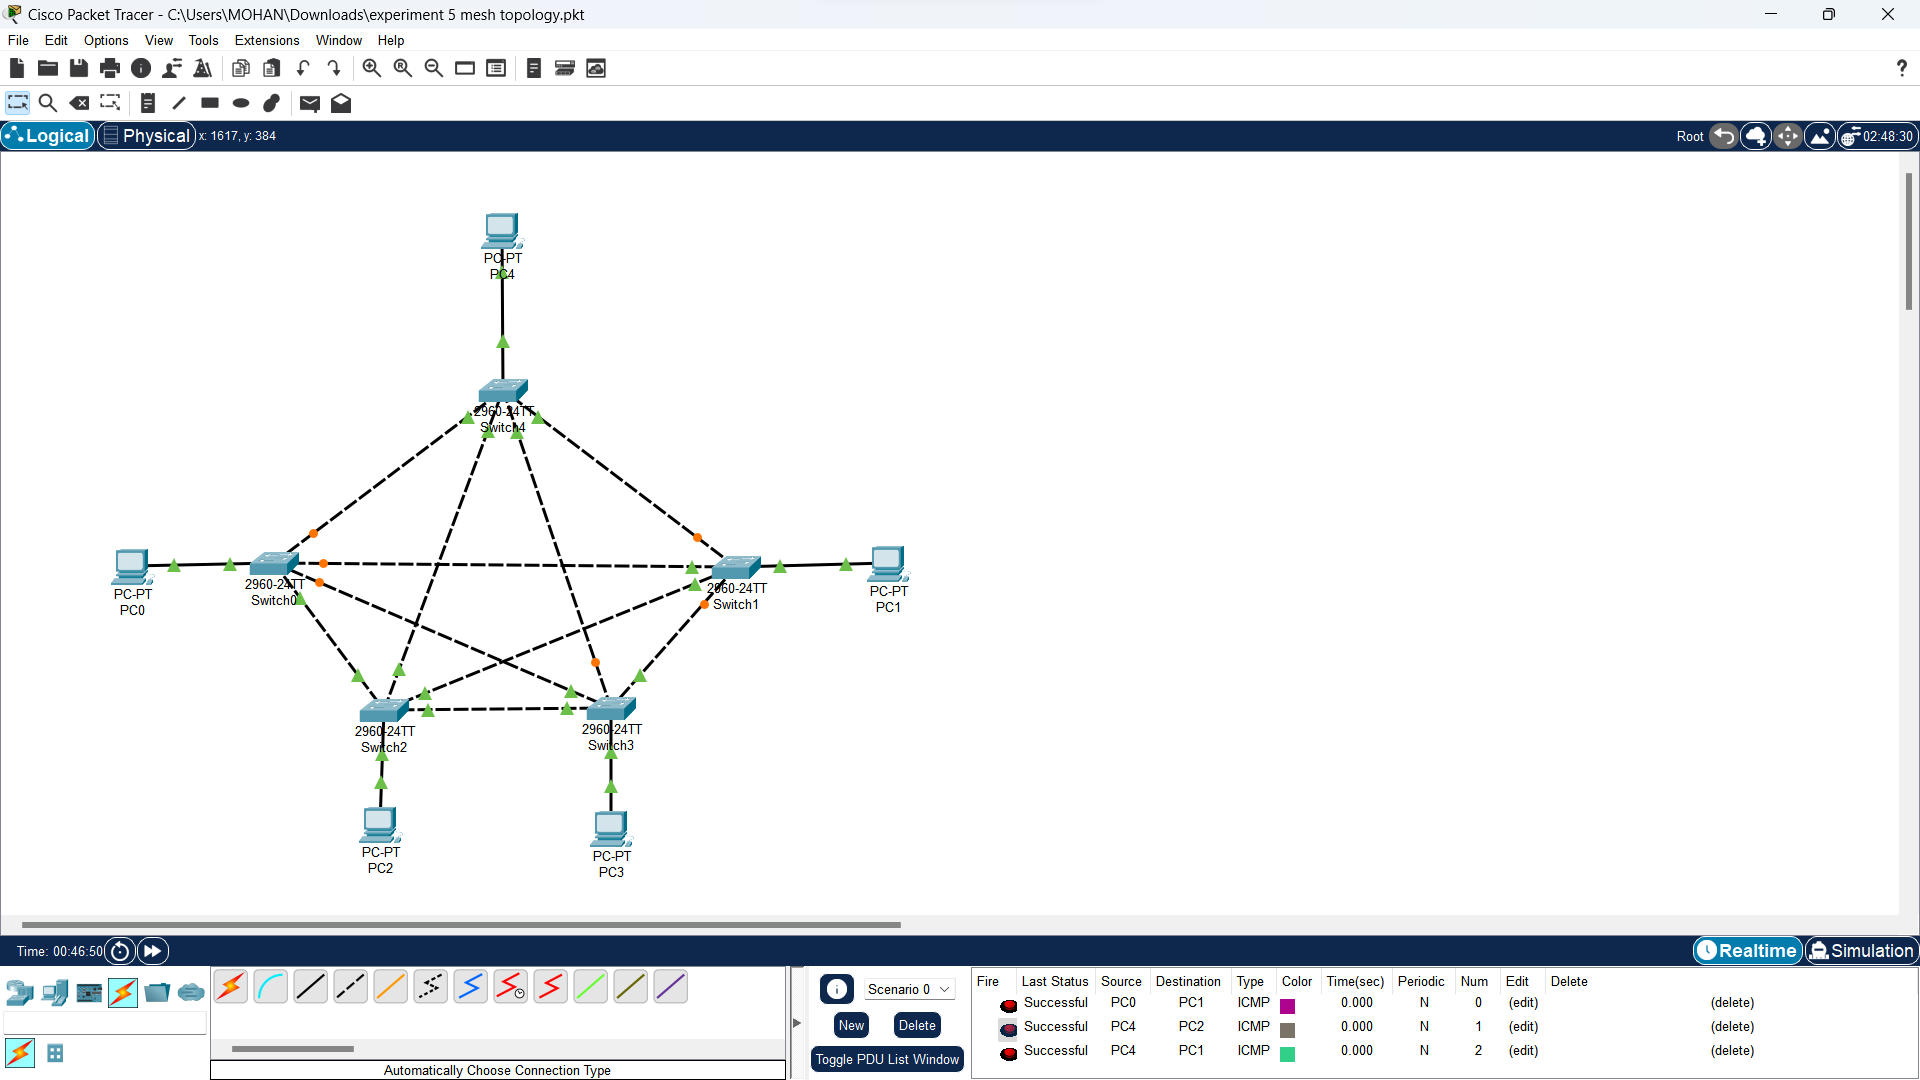 Cisco Packet Tracer - C:\Users\MOHAN\Downloads\experiment 5 mesh topology.pkt
File Edit Options View Tools Extensions Window Help
?
Logical Physical x: 1617, y: 384 Root 02:48:30
PC-PT
PC4
2960-24TT
Switch4
PC-PT
PC0
2960-24TT
Switch0
2960-24TT
Switch1
PC-PT
PC1
2960-24TT
Switch2
2960-24TT
Switch3
PC-PT
PC2
PC-PT
PC3
Time: 00:46:50 Realtime Simulation
Scenario 0
New Delete
Toggle PDU List Window
Automatically Choose Connection Type
Fire Last Status Source Destination Type Color Time(sec) Periodic Num Edit Delete
Successful PC0 PC1 ICMP 0.000 N 0 (edit) (delete)
Successful PC4 PC2 ICMP 0.000 N 1 (edit) (delete)
Successful PC4 PC1 ICMP 0.000 N 2 (edit) (delete)